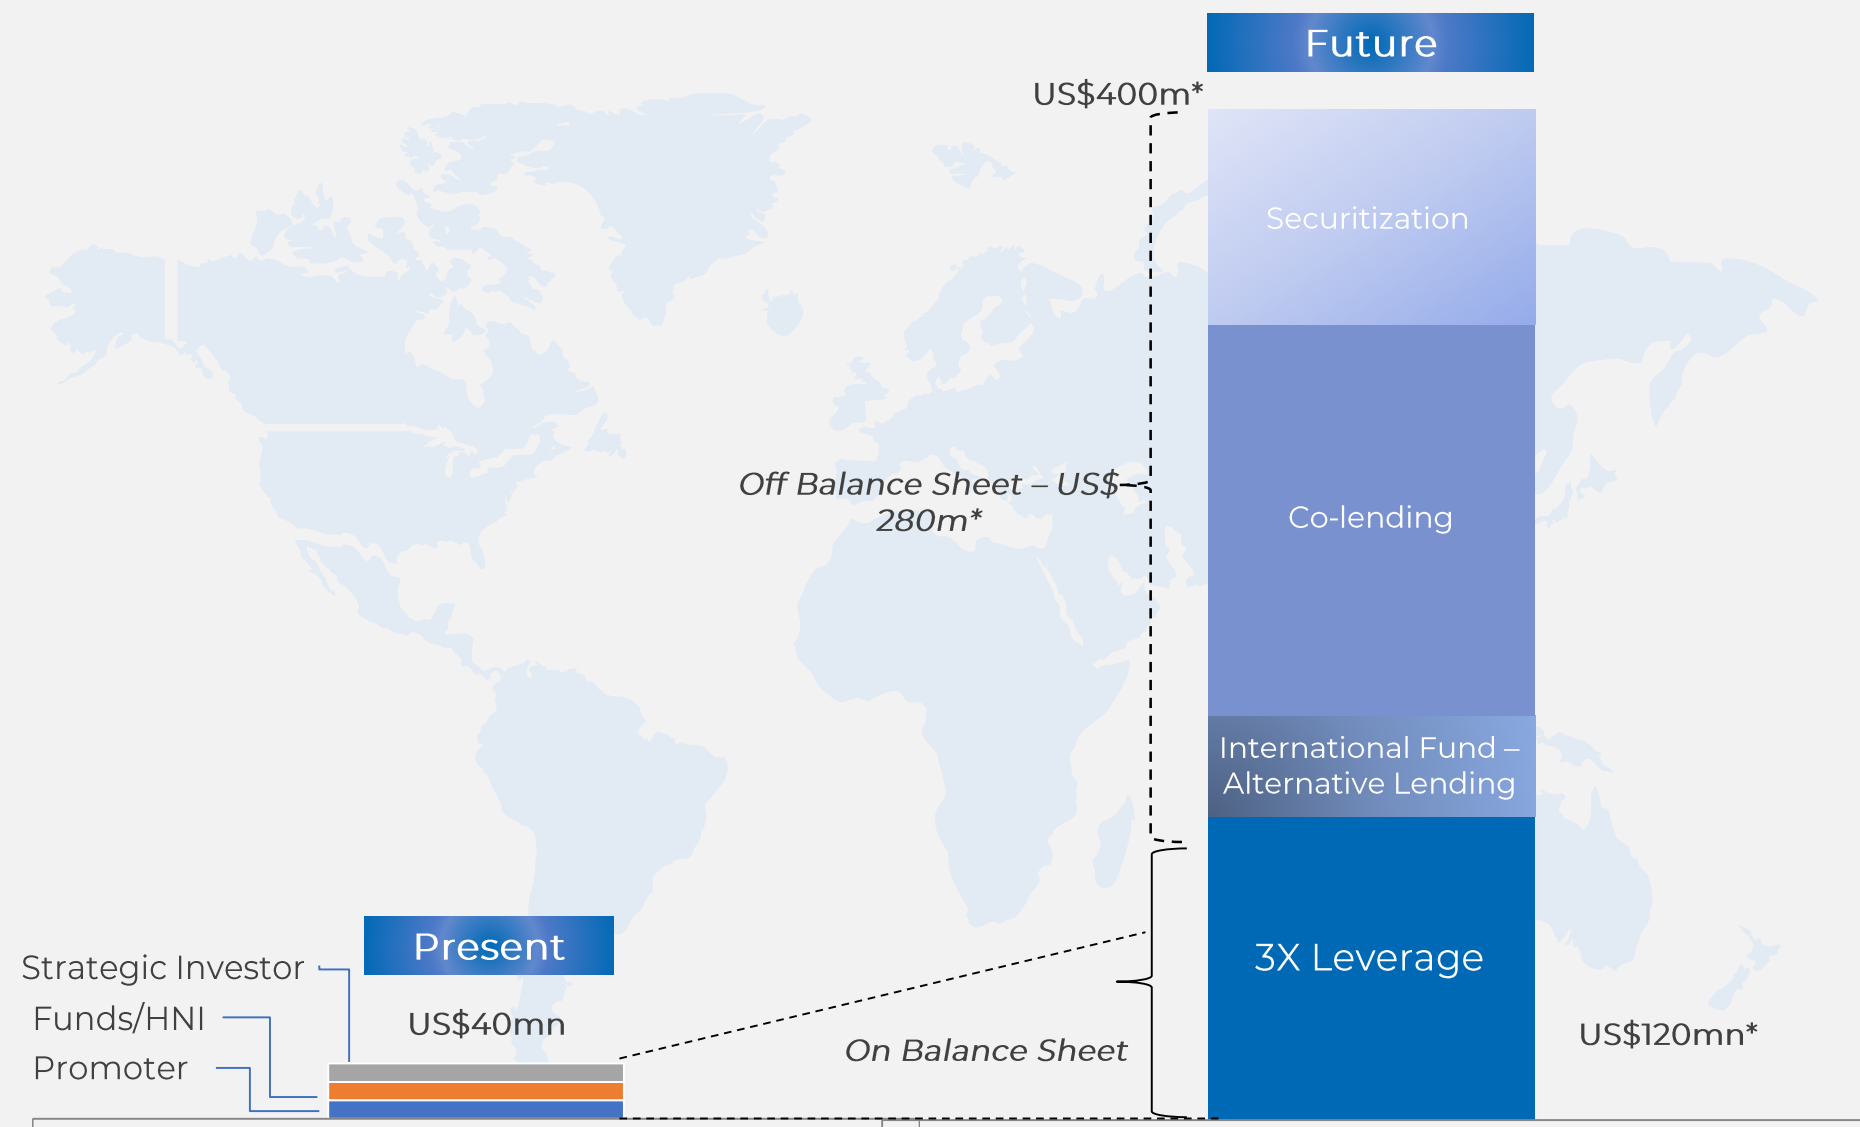 Future
US$400m*
Securitization
Off Balance Sheet – US$
280m*
Co-lending
International Fund –
Alternative Lending
Present
3X Leverage
Strategic Investor
Funds/HNI
US$40mn
US$120mn*
On Balance Sheet
Promoter